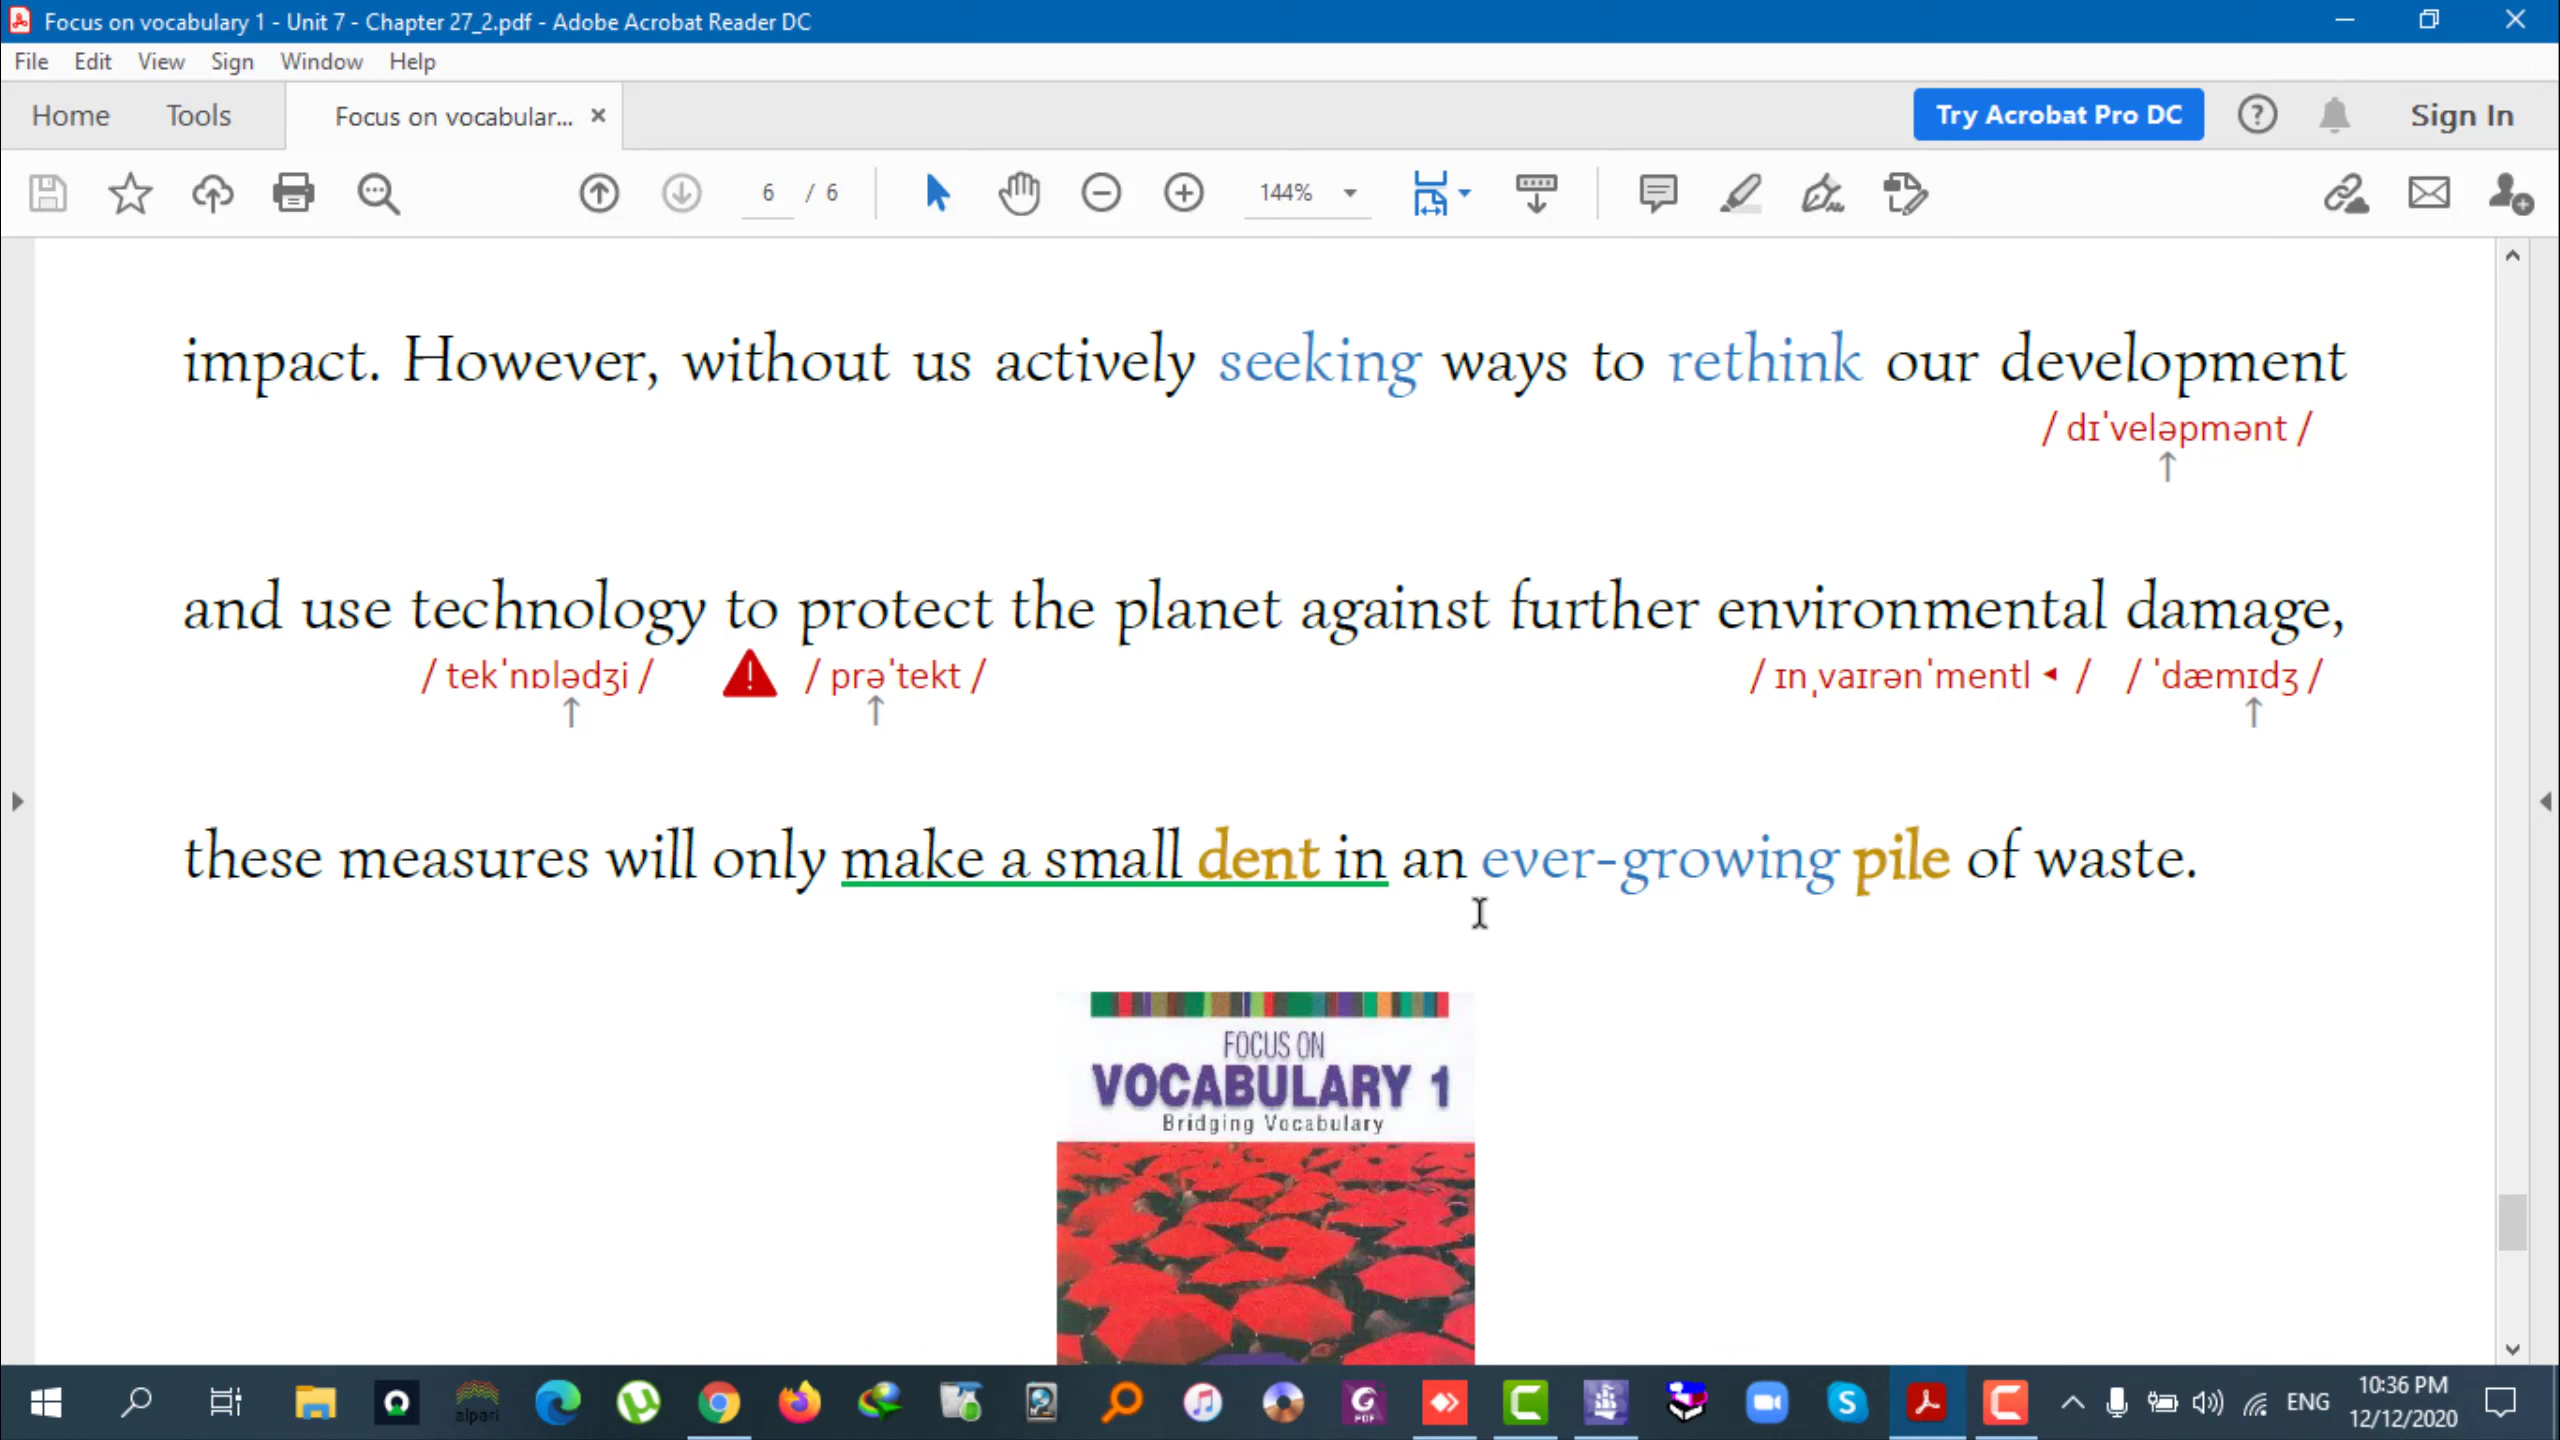 Focus on vocabulary 1 - Unit 7 - Chapter 27_2.pdf - Adobe Acrobat Reader DC
File Edit View Sign Window Help
Home Tools Focus on vocabular... × Try Acrobat Pro DC Sign In
6 / 6 144%
impact. However, without us actively seeking ways to rethink our development
/ dɪˈveləpmənt /
↑
and use technology to protect the planet against further environmental damage,
/ tekˈnɒlədʒi / / prəˈtekt / / ɪnˌvaɪrənˈmentl ◂ / / ˈdæmɪdʒ /
↑ ↑ ↑
these measures will only make a small dent in an ever-growing pile of waste.
FOCUS ON
VOCABULARY 1
Bridging Vocabulary
alpari
PDF
ENG
10:36 PM
12/12/2020